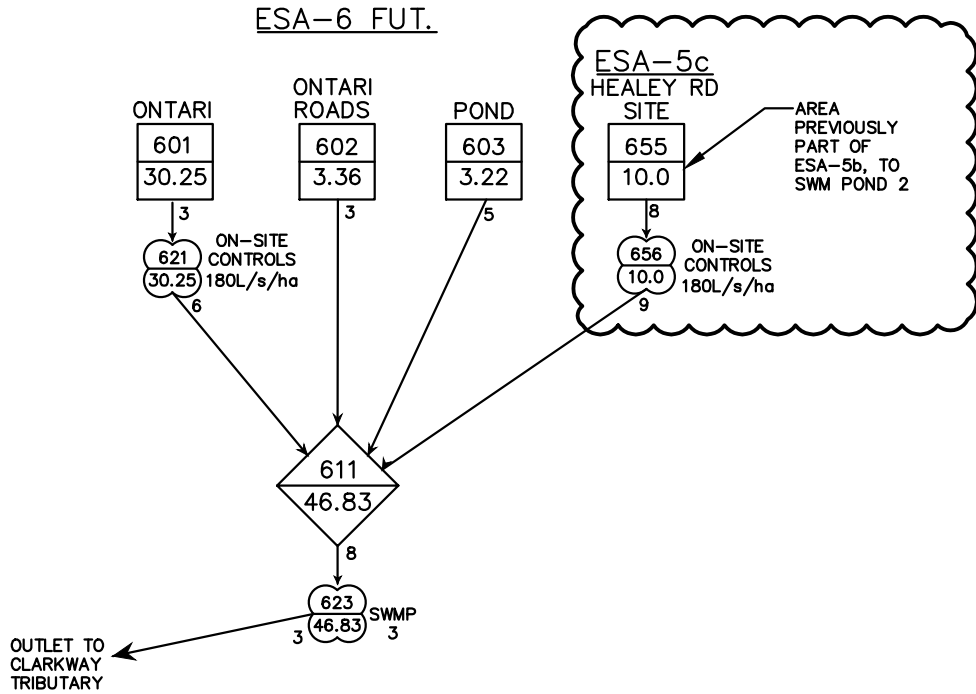 ESA-6 FUT.
ESA-5c
HEALEY RD
SITE
ONTARI
ONTARI
ROADS
POND
601
30.25
602
3.36
603
3.22
655
10.0
AREA
PREVIOUSLY
PART OF
ESA-5b, TO
SWM POND 2
3
3
5
8
621
30.25
ON-SITE
CONTROLS
180L/s/ha
6
656
10.0
ON-SITE
CONTROLS
180L/s/ha
9
611
46.83
8
623
46.83
SWMP
3
3
OUTLET TO
CLARKWAY
TRIBUTARY